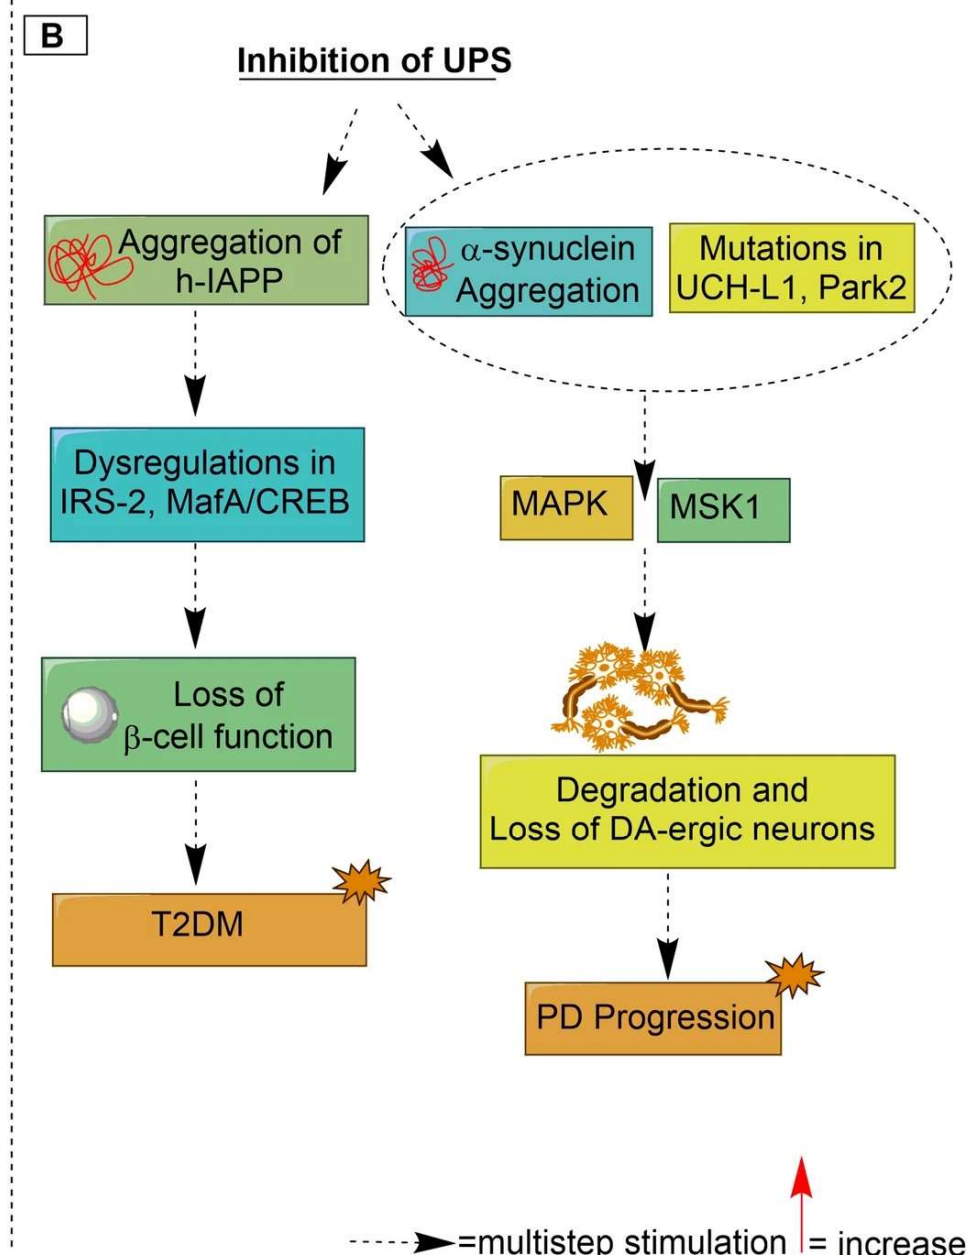 B
Inhibition of UPS
Aggregation of
h-IAPP
α-synuclein
Aggregation
Mutations in
UCH-L1, Park2
Dysregulations in
IRS-2, MafA/CREB
MAPK
MSK1
Loss of
β-cell function
Degradation and
Loss of DA-ergic neurons
T2DM
PD Progression
=multistep stimulation
= increase